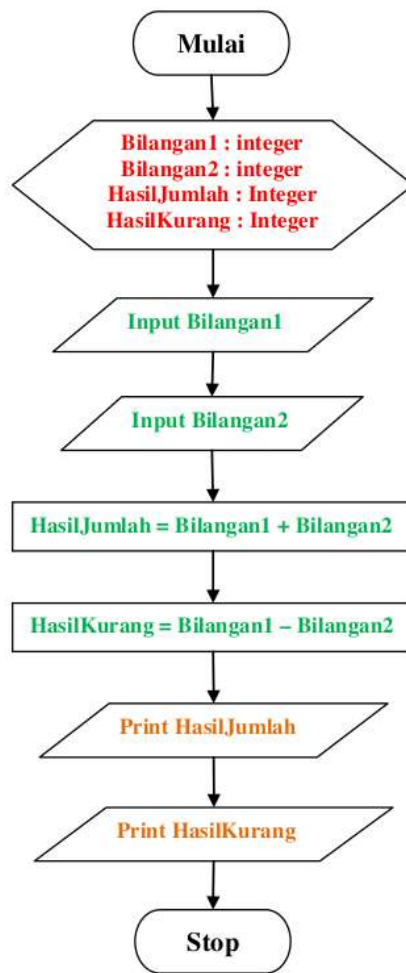 Mulai
Bilangan1 : integer
Bilangan2 : integer
HasilJumlah : Integer
HasilKurang : Integer
Input Bilangan1
Input Bilangan2
HasilJumlah = Bilangan1 + Bilangan2
HasilKurang = Bilangan1 – Bilangan2
Print HasilJumlah
Print HasilKurang
Stop